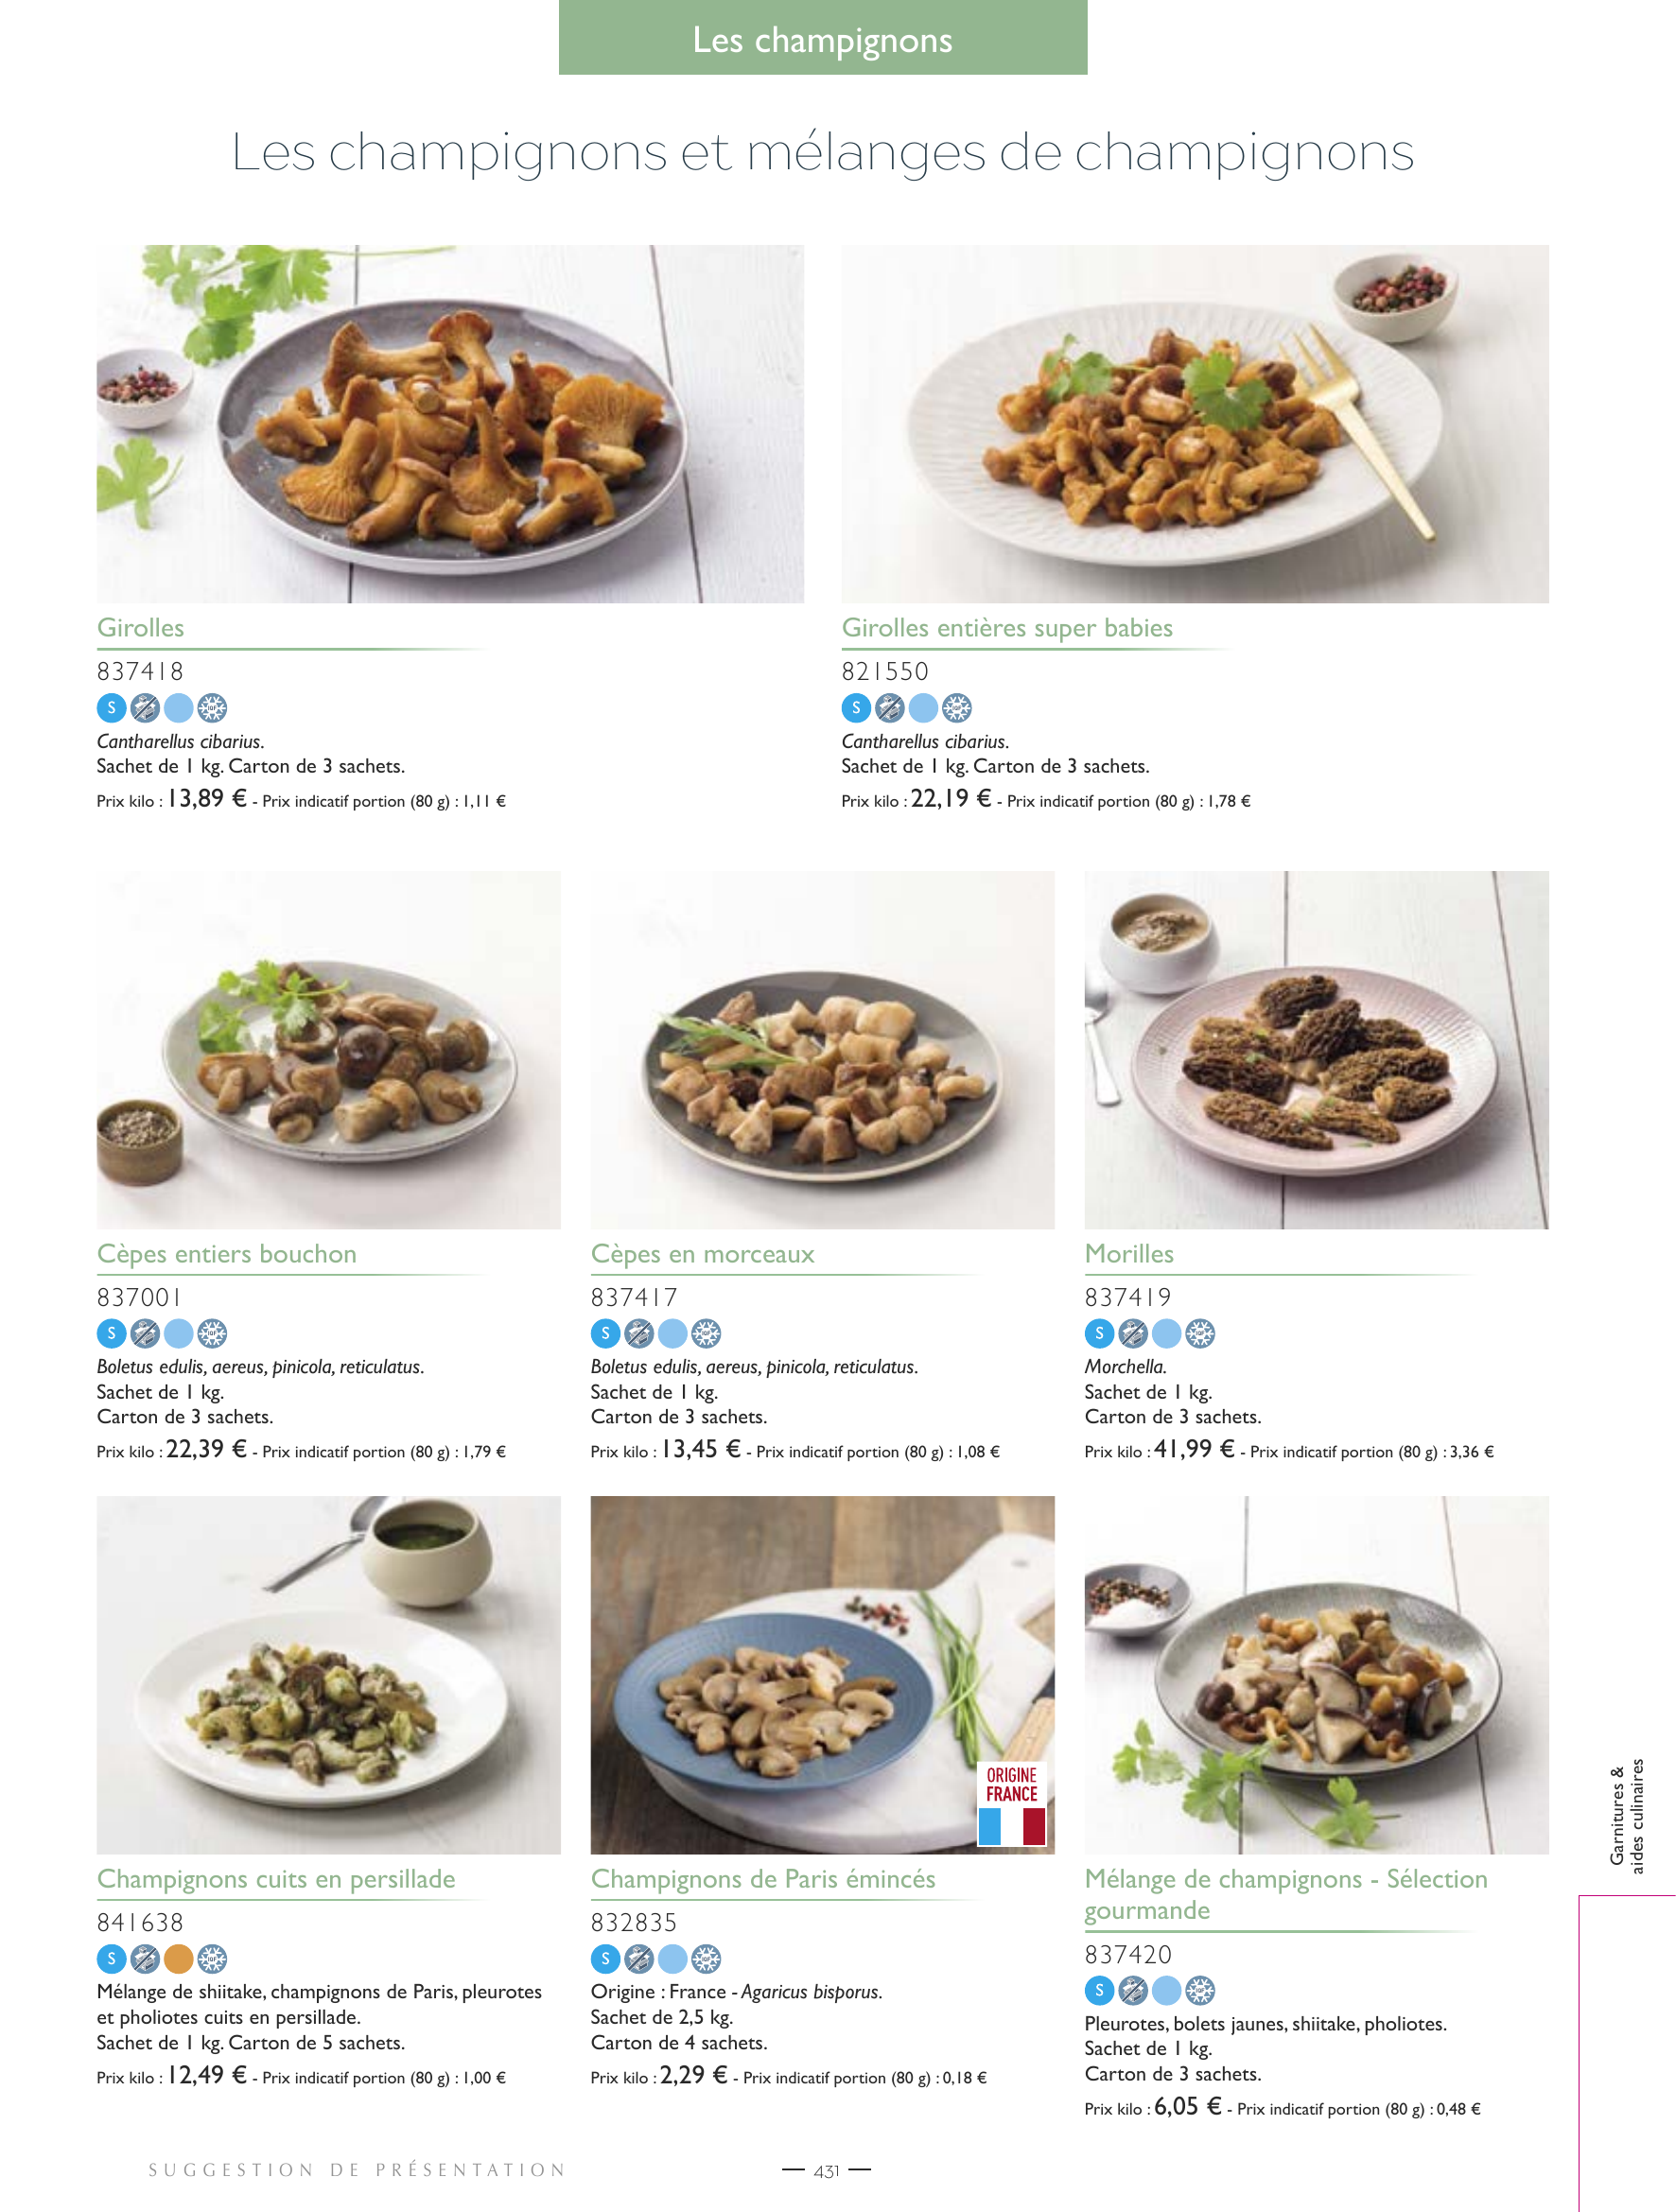 Les champignons
Les champignons et mélanges de champignons
Girolles
837418
S
Cantharellus cibarius.
Sachet de 1 kg. Carton de 3 sachets.
Prix kilo : 13,89 € - Prix indicatif portion (80 g) : 1,11 €
Girolles entières super babies
821550
S
Cantharellus cibarius.
Sachet de 1 kg. Carton de 3 sachets.
Prix kilo : 22,19 € - Prix indicatif portion (80 g) : 1,78 €
Cèpes entiers bouchon
837001
S
Boletus edulis, aereus, pinicola, reticulatus.
Sachet de 1 kg.
Carton de 3 sachets.
Prix kilo : 22,39 € - Prix indicatif portion (80 g) : 1,79 €
Cèpes en morceaux
837417
S
Boletus edulis, aereus, pinicola, reticulatus.
Sachet de 1 kg.
Carton de 3 sachets.
Prix kilo : 13,45 € - Prix indicatif portion (80 g) : 1,08 €
Morilles
837419
S
Morchella.
Sachet de 1 kg.
Carton de 3 sachets.
Prix kilo : 41,99 € - Prix indicatif portion (80 g) : 3,36 €
Champignons cuits en persillade
841638
S
Mélange de shiitake, champignons de Paris, pleurotes
et pholiotes cuits en persillade.
Sachet de 1 kg. Carton de 5 sachets.
Prix kilo : 12,49 € - Prix indicatif portion (80 g) : 1,00 €
ORIGINE
FRANCE
Champignons de Paris émincés
832835
S
Origine : France - Agaricus bisporus.
Sachet de 2,5 kg.
Carton de 4 sachets.
Prix kilo : 2,29 € - Prix indicatif portion (80 g) : 0,18 €
Mélange de champignons - Sélection
gourmande
837420
S
Pleurotes, bolets jaunes, shiitake, pholiotes.
Sachet de 1 kg.
Carton de 3 sachets.
Prix kilo : 6,05 € - Prix indicatif portion (80 g) : 0,48 €
Garnitures &
aides culinaires
SUGGESTION DE PRÉSENTATION
— 431 —